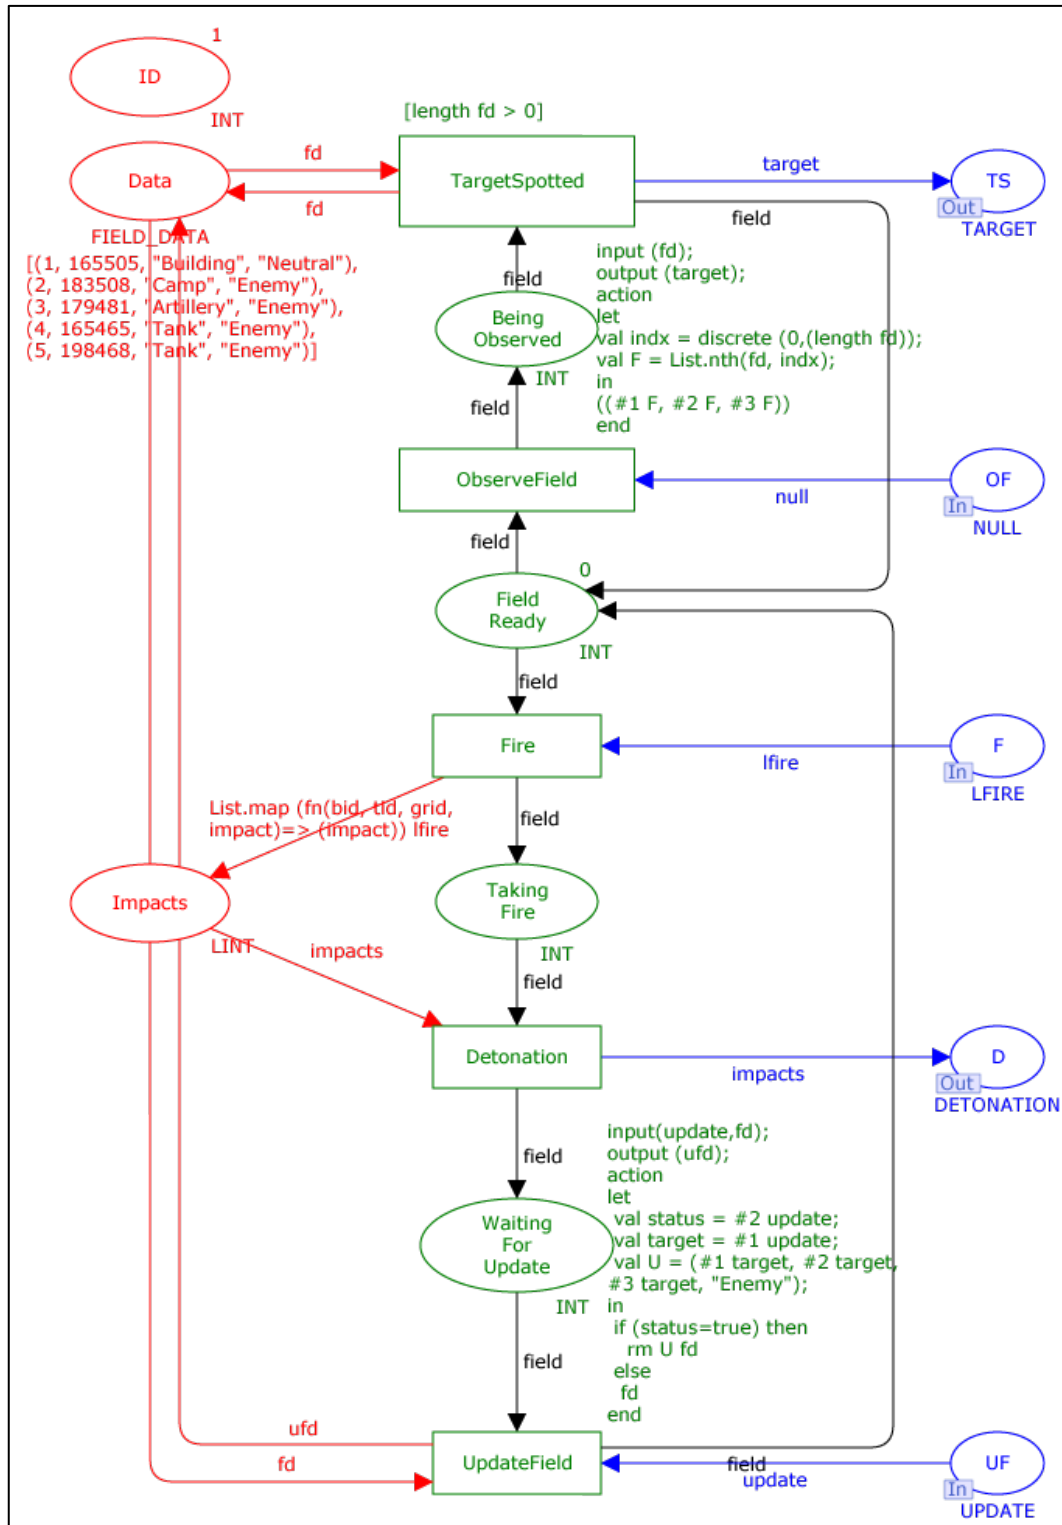 1
ID
INT
[length fd > 0]
fd
Data
fd
FIELD_DATA
[(1, 165505, "Building", "Neutral"),
(2, 183508, "Camp", "Enemy"),
(3, 179481, "Artillery", "Enemy"),
(4, 165465, "Tank", "Enemy"),
(5, 198468, "Tank", "Enemy")]
TargetSpotted
target
TS
Out
TARGET
field
field
input (fd);
output (target);
action
let
val indx = discrete (0,(length fd));
val F = List.nth(fd, indx);
in
((#1 F, #2 F, #3 F))
end
Being
Observed
INT
field
ObserveField
null
OF
In
NULL
field
0
Field
Ready
INT
field
Fire
lfire
F
In
LFIRE
List.map (fn(bid, tid, grid,
impact)=> (impact)) lfire
field
Impacts
LINT
Taking
Fire
INT
impacts
field
Detonation
impacts
D
Out
DETONATION
field
input(update,fd);
output (ufd);
action
let
val status = #2 update;
val target = #1 update;
val U = (#1 target, #2 target,
#3 target, "Enemy");
in
if (status=true) then
rm U fd
else
fd
end
Waiting
For
Update
INT
field
ufd
fd
UpdateField
field
update
UF
In
UPDATE